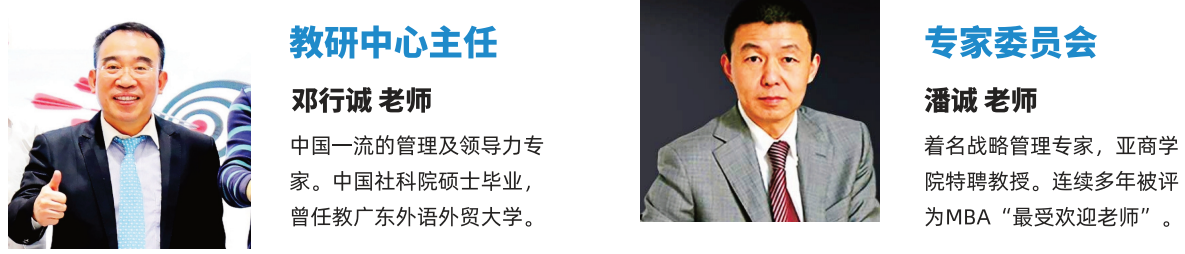 教研中心主任
邓行诚 老师
中国一流的管理及领导力专
家。中国社科院硕士毕业，
曾任教广东外语外贸大学。
专家委员会
潘诚 老师
着名战略管理专家，亚商学
院特聘教授。连续多年被评
为MBA“最受欢迎老师”。